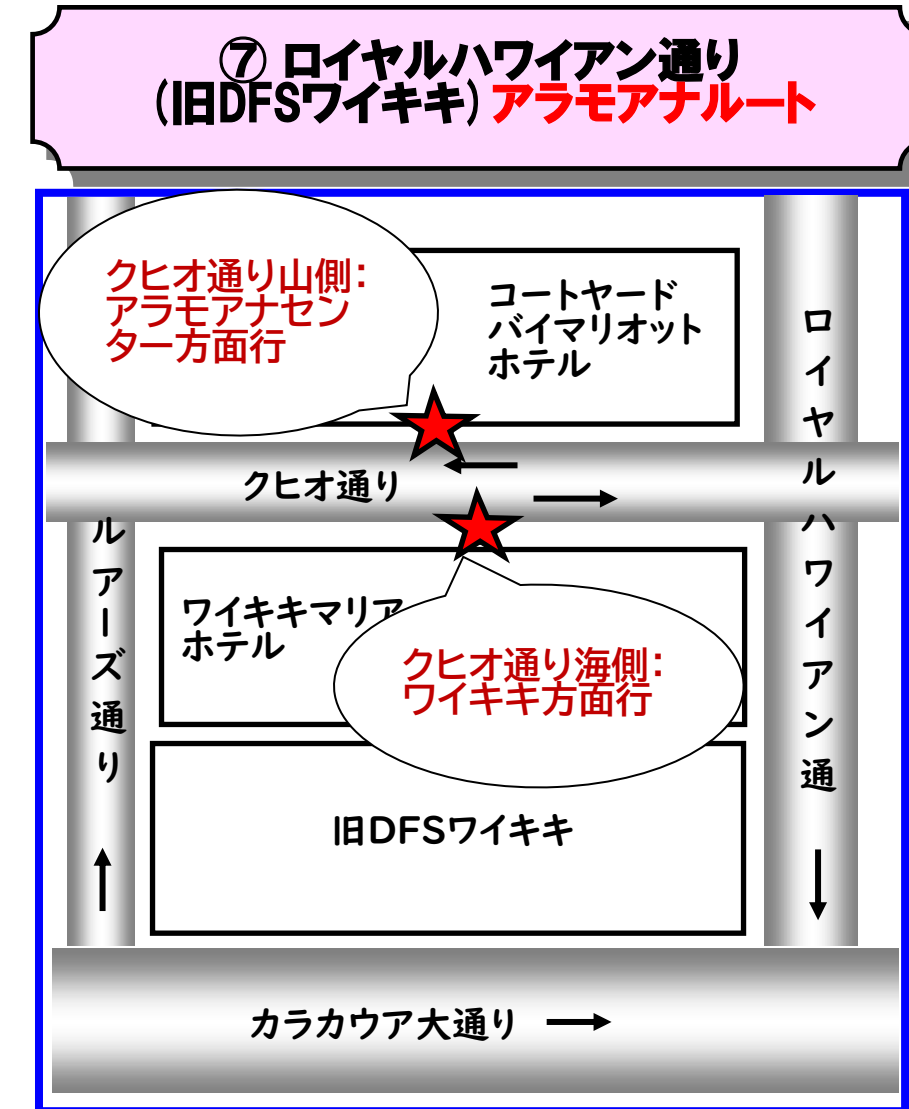 ⑦ ロイヤルハワイアン通り
(旧DFSワイキキ)アラモアナルート
クヒオ通り山側:
アラモアナセン
ター方面行
コートヤード
バイマリオット
ホテル
クヒオ通り
ワイキキマリア
ホテル
クヒオ通り海側:
ワイキキ方面行
旧DFSワイキキ
ルアーズ通り
ロイヤルハワイアン通
カラカウア大通り